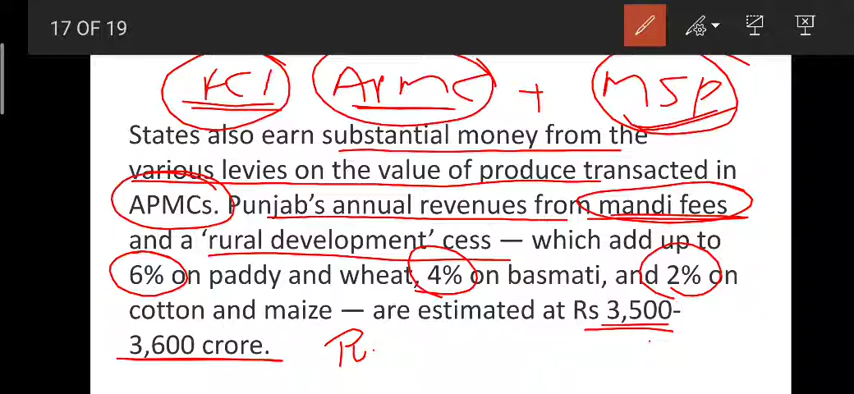 17 OF 19
KCI APMC + MSP
States also earn substantial money from the
various levies on the value of produce transacted in
APMCs. Punjab's annual revenues from mandi fees
and a 'rural development' cess — which add up to
6% on paddy and wheat, 4% on basmati, and 2% on
cotton and maize — are estimated at Rs 3,500-
3,600 crore.